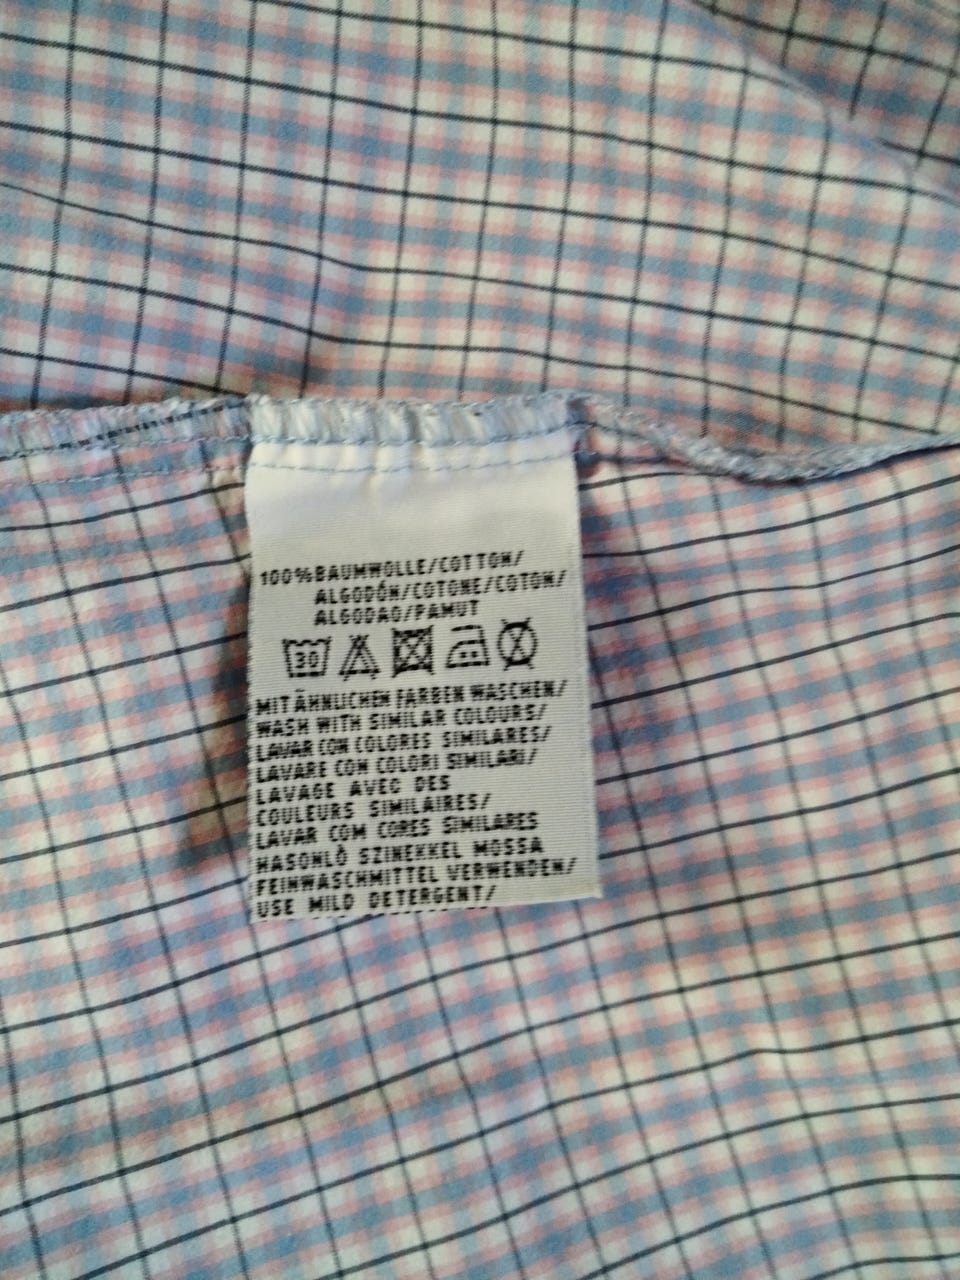 100%BAUMWOLLE/COTTON/
ALGODÓN/COTONE/COTON/
ALGODAO/PAMUT
30
MIT ÄHNLICHEN FARBEN WASCHEN/
WASH WITH SIMILAR COLOURS/
LAVAR CON COLORES SIMILARES/
LAVARE CON COLORI SIMILARI/
LAVAGE AVEC DES
COULEURS SIMILAIRES/
LAVAR COM CORES SIMILARES
HASONLÒ SZINEKKEL MOSSA
FEINWASCHMITTEL VERWENDEN/
USE MILD DETERGENT/